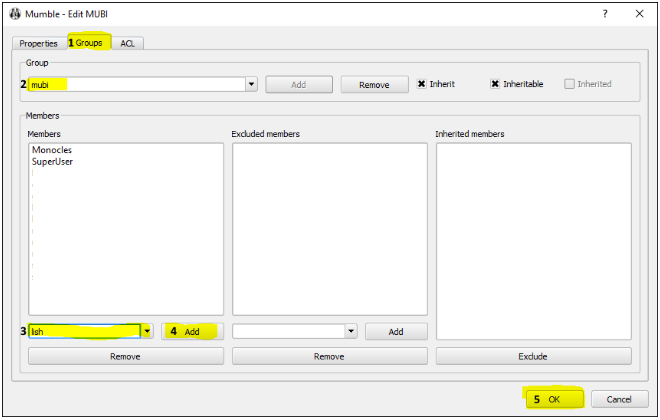 Mumble - Edit MUBI
Properties 1 Groups ACL
Group
2 mubi Add Remove Inherit Inheritable Inherited
Members
Members Excluded members Inherited members
Monocles
SuperUser
3 lish 4 Add Add
Remove Remove Exclude
5 OK Cancel